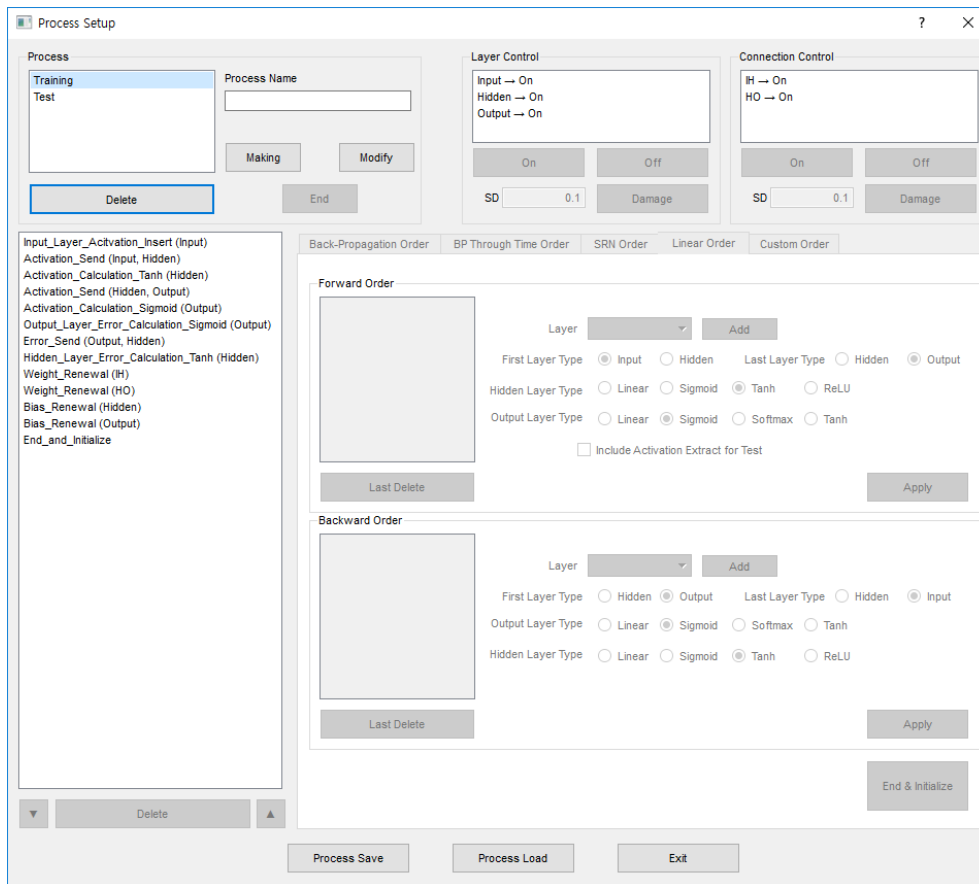 Process Setup
? ×
Process
Training
Test
Process Name
Making
Modify
Delete
End
Layer Control
Input → On
Hidden → On
Output → On
On
Off
SD
0.1
Damage
Connection Control
IH → On
HO → On
On
Off
SD
0.1
Damage
Input_Layer_Acitvation_Insert (Input)
Activation_Send (Input, Hidden)
Activation_Calculation_Tanh (Hidden)
Activation_Send (Hidden, Output)
Activation_Calculation_Sigmoid (Output)
Output_Layer_Error_Calculation_Sigmoid (Output)
Error_Send (Output, Hidden)
Hidden_Layer_Error_Calculation_Tanh (Hidden)
Weight_Renewal (IH)
Weight_Renewal (HO)
Bias_Renewal (Hidden)
Bias_Renewal (Output)
End_and_Initialize
▼
Delete
▲
Back-Propagation Order
BP Through Time Order
SRN Order
Linear Order
Custom Order
Forward Order
Layer
Add
First Layer Type Input Hidden Last Layer Type Hidden Output
Hidden Layer Type Linear Sigmoid Tanh ReLU
Output Layer Type Linear Sigmoid Softmax Tanh
Include Activation Extract for Test
Last Delete
Apply
Backward Order
Layer
Add
First Layer Type Hidden Output Last Layer Type Hidden Input
Output Layer Type Linear Sigmoid Softmax Tanh
Hidden Layer Type Linear Sigmoid Tanh ReLU
Last Delete
Apply
End & Initialize
Process Save
Process Load
Exit